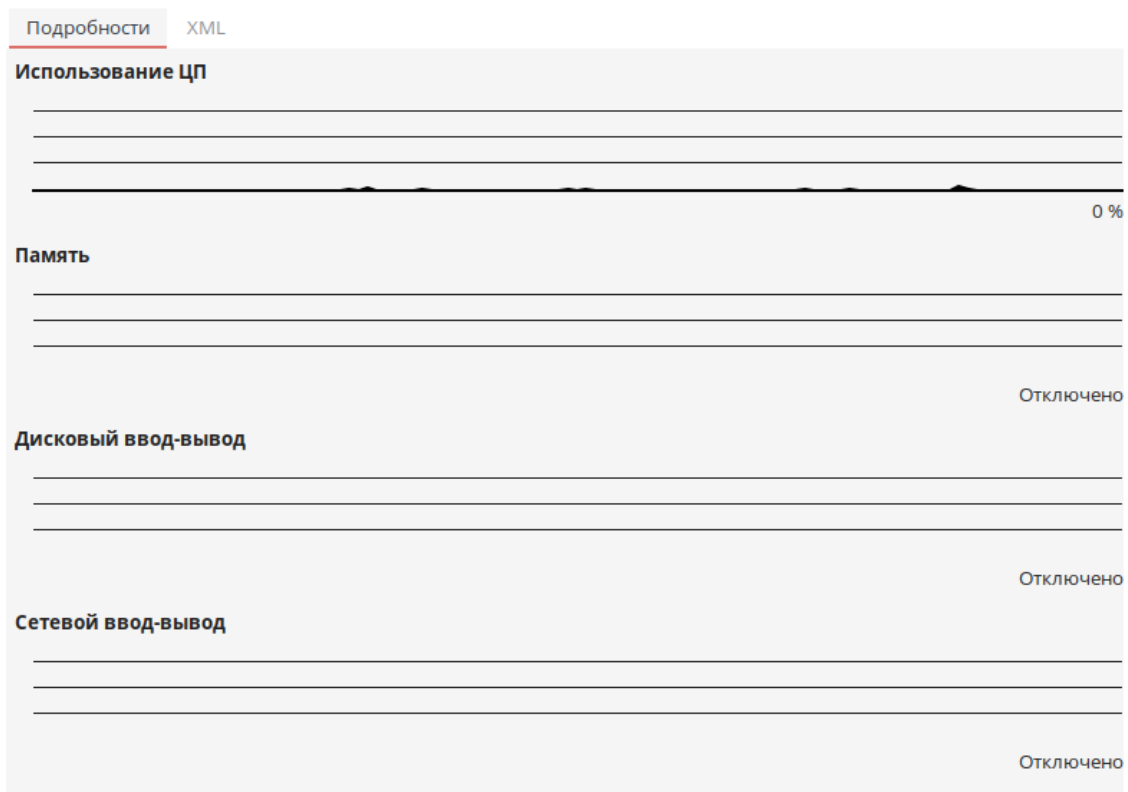 Подробности XML
Использование ЦП
0 %
Память
Отключено
Дисковый ввод-вывод
Отключено
Сетевой ввод-вывод
Отключено